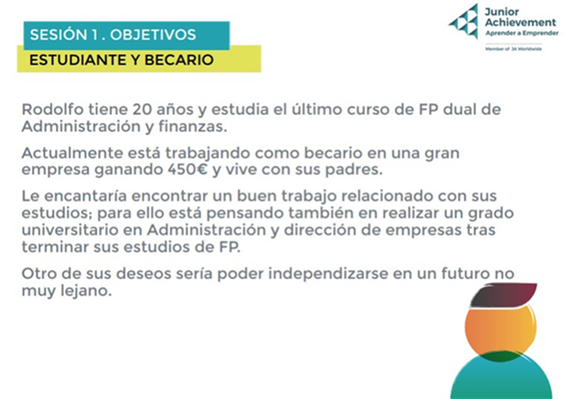 SESIÓN 1. OBJETIVOS
ESTUDIANTE Y BECARIO
Junior
Achievement
Aprender a Emprender
Member of JA Worldwide
Rodolfo tiene 20 años y estudia el último curso de FP dual de
Administración y finanzas.
Actualmente está trabajando como becario en una gran
empresa ganando 450€ y vive con sus padres.
Le encantaría encontrar un buen trabajo relacionado con sus
estudios; para ello está pensando también en realizar un grado
universitario en Administración y dirección de empresas tras
terminar sus estudios de FP.
Otro de sus deseos sería poder independizarse en un futuro no
muy lejano.